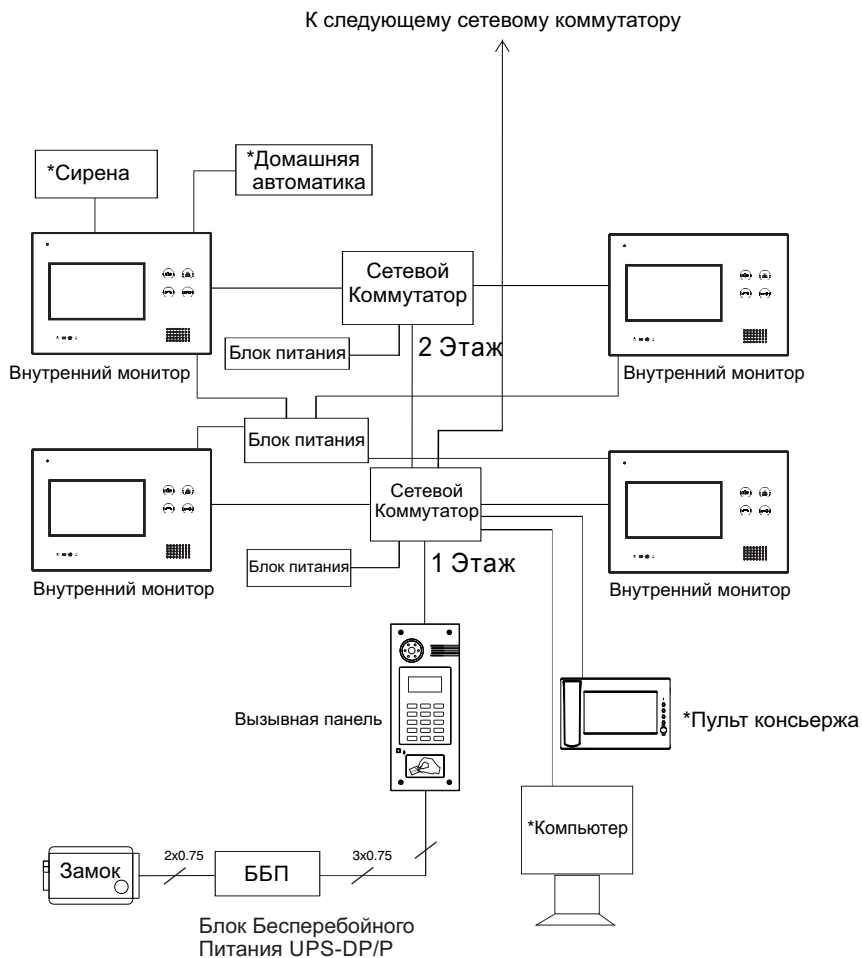 К следующему сетевому коммутатору
*Сирена
*Домашняя
автоматика
Сетевой
Коммутатор
Блок питания
2 Этаж
Внутренний монитор
Внутренний монитор
Блок питания
Сетевой
Коммутатор
Блок питания
1 Этаж
Внутренний монитор
Внутренний монитор
Вызывная панель
*Пульт консьержа
*Компьютер
Замок
2x0.75
ББП
3x0.75
Блок Бесперебойного
Питания UPS-DP/P